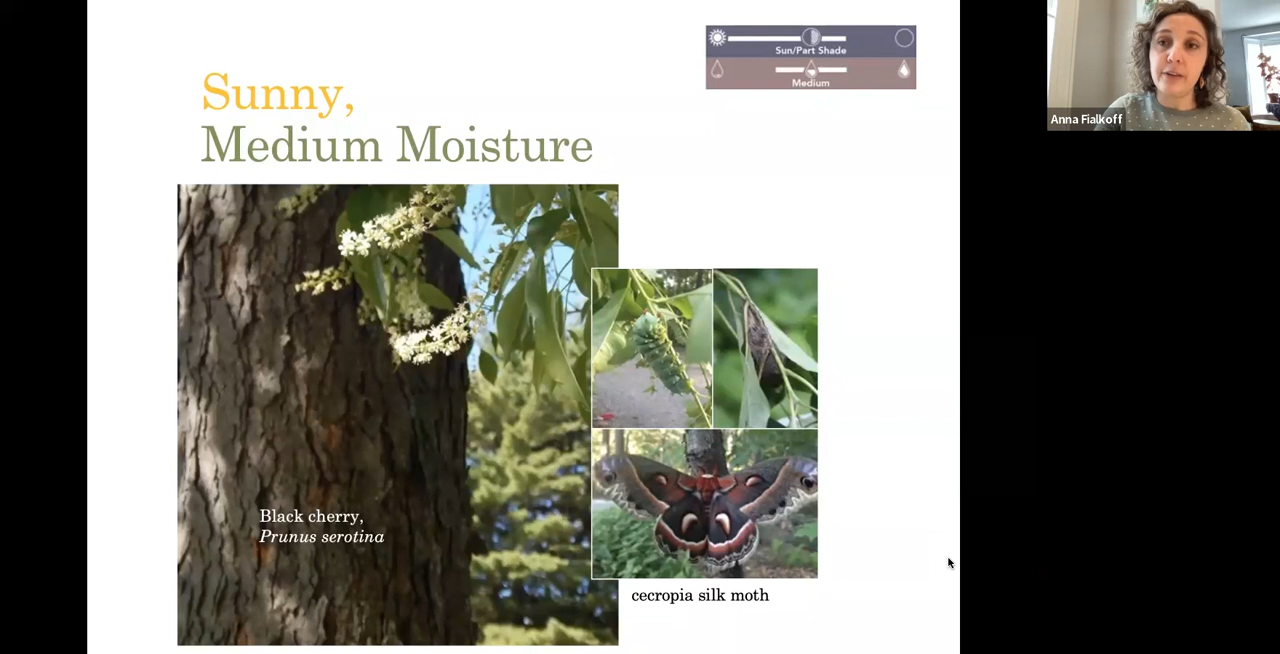 Sun/Part Shade
Medium
Sunny,
Medium Moisture
Anna Fialkoff
Black cherry,
Prunus serotina
cecropia silk moth